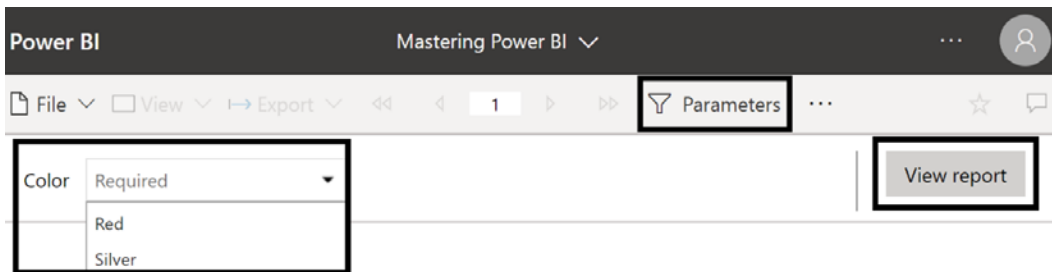 Power BI Mastering Power BI ...
File View Export 1 Parameters ...
Color Required View report
Red
Silver